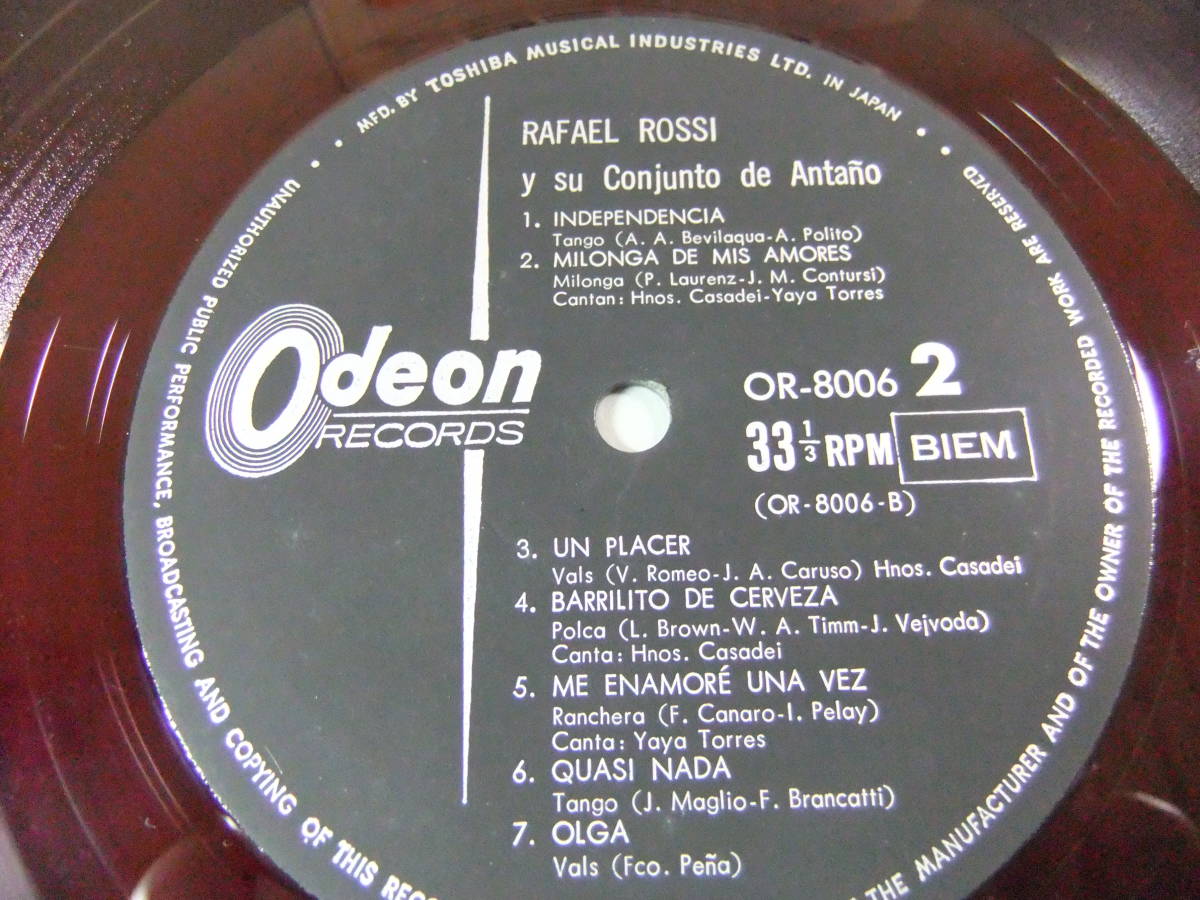 MFD. BY TOSHIBA MUSICAL INDUSTRIES LTD. IN JAPAN
RAFAEL ROSSI
y su Conjunto de Antaño
1. INDEPENDENCIA
Tango (A. A. Bevilaqua-A. Polito)
2. MILONGA DE MIS AMORES
Milonga (P. Laurenz-J. M. Contursi)
Cantan: Hnos. Casadei-Yaya Torres
Odeon
RECORDS
OR-8006 2
33 1/3 RPM BIEM
(OR-8006-B)
3. UN PLACER
Vals (V. Romeo-J. A. Caruso) Hnos. Casadei
4. BARRILITO DE CERVEZA
Polca (L. Brown-W. A. Timm-J. Vejvoda)
Canta: Hnos. Casadei
5. ME ENAMORÉ UNA VEZ
Ranchera (F. Canaro-I. Pelay)
Canta: Yaya Torres
6. QUASI NADA
Tango (J. Maglio-F. Brancatti)
7. OLGA
Vals (Fco. Peña)
UNAUTHORIZED PUBLIC PERFORMANCE, BROADCASTING AND COPYING OF THIS
THE MANUFACTURER AND OF THE OWNER OF THE RECORDED WORK ARE RESERVED